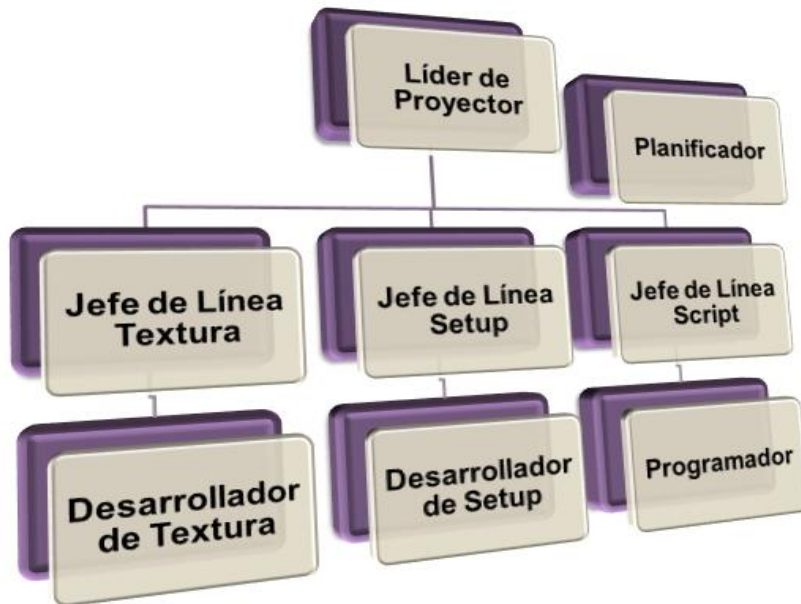 Líder de
Proyector
Planificador
Jefe de Línea
Textura
Jefe de Línea
Setup
Jefe de Línea
Script
Desarrollador
de Textura
Desarrollador
de Setup
Programador